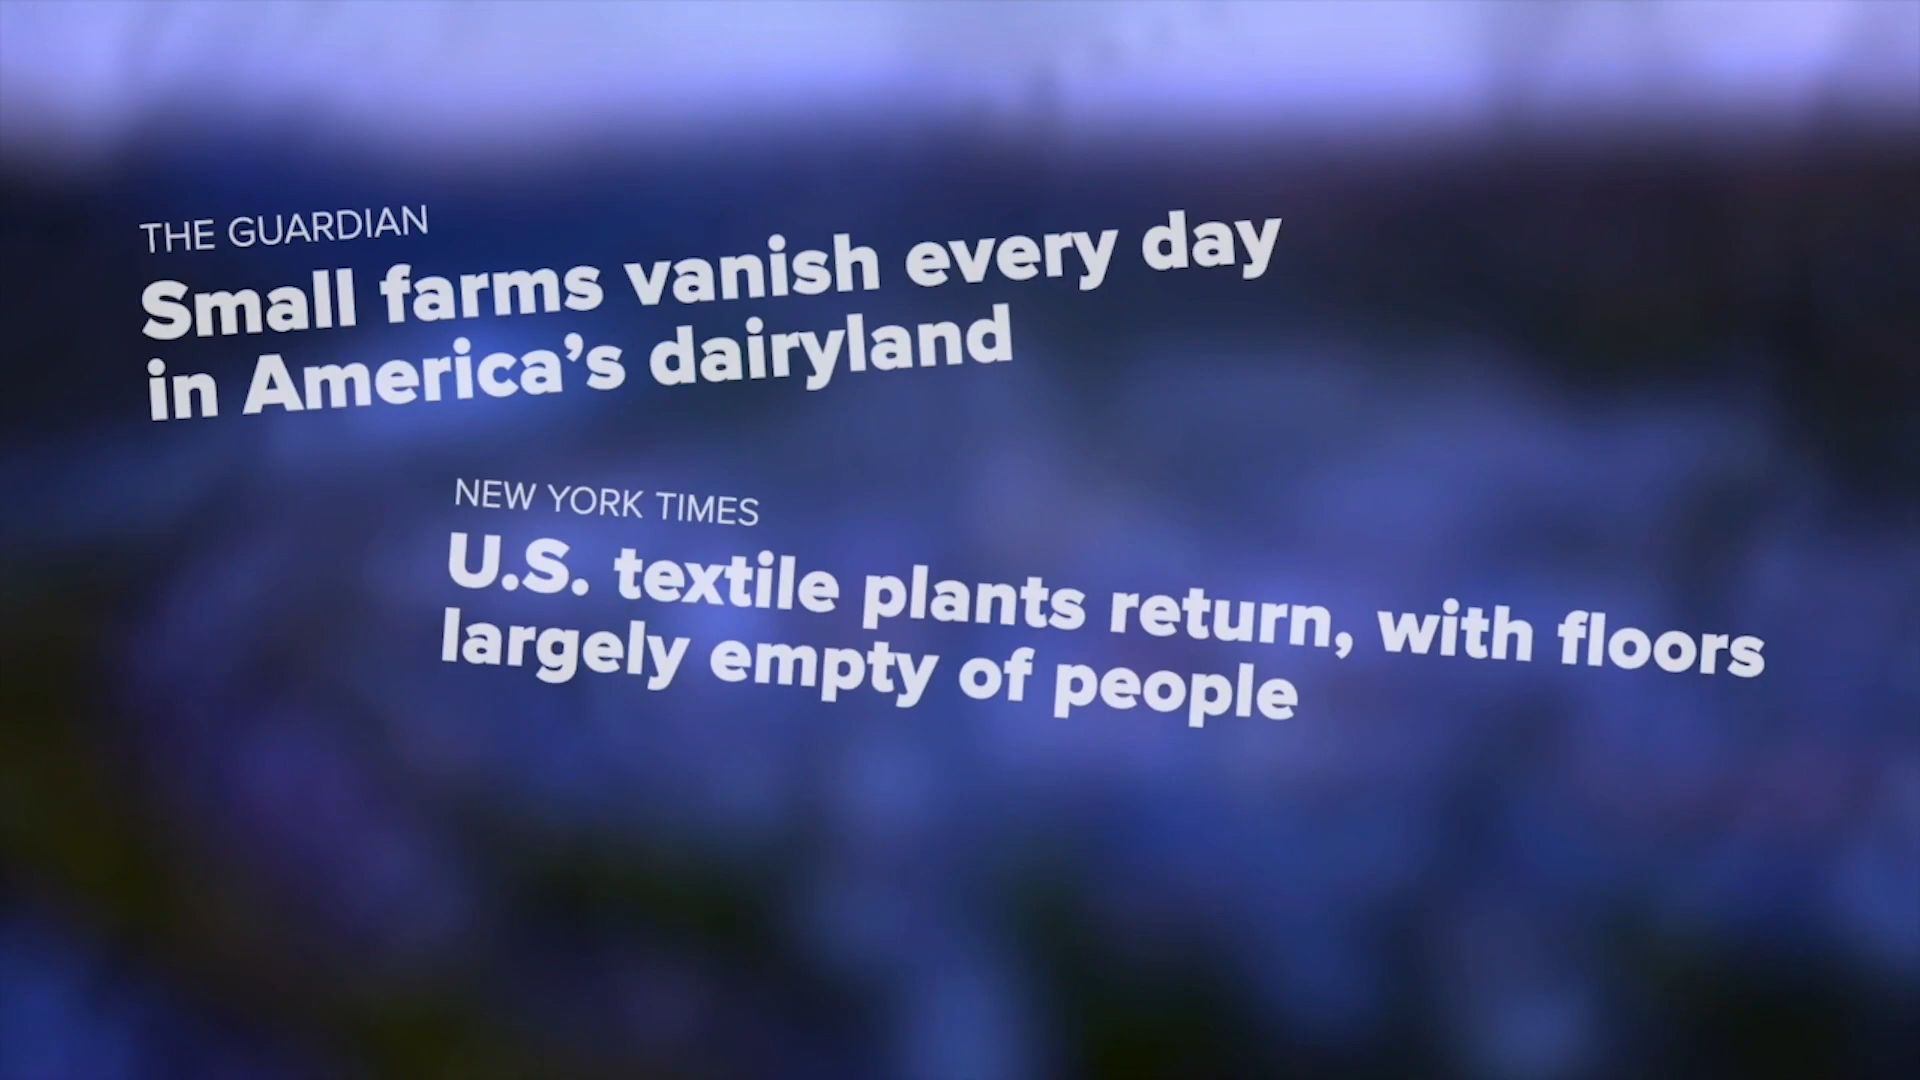 THE GUARDIAN
Small farms vanish every day
in America’s dairyland
NEW YORK TIMES
U.S. textile plants return, with floors
largely empty of people